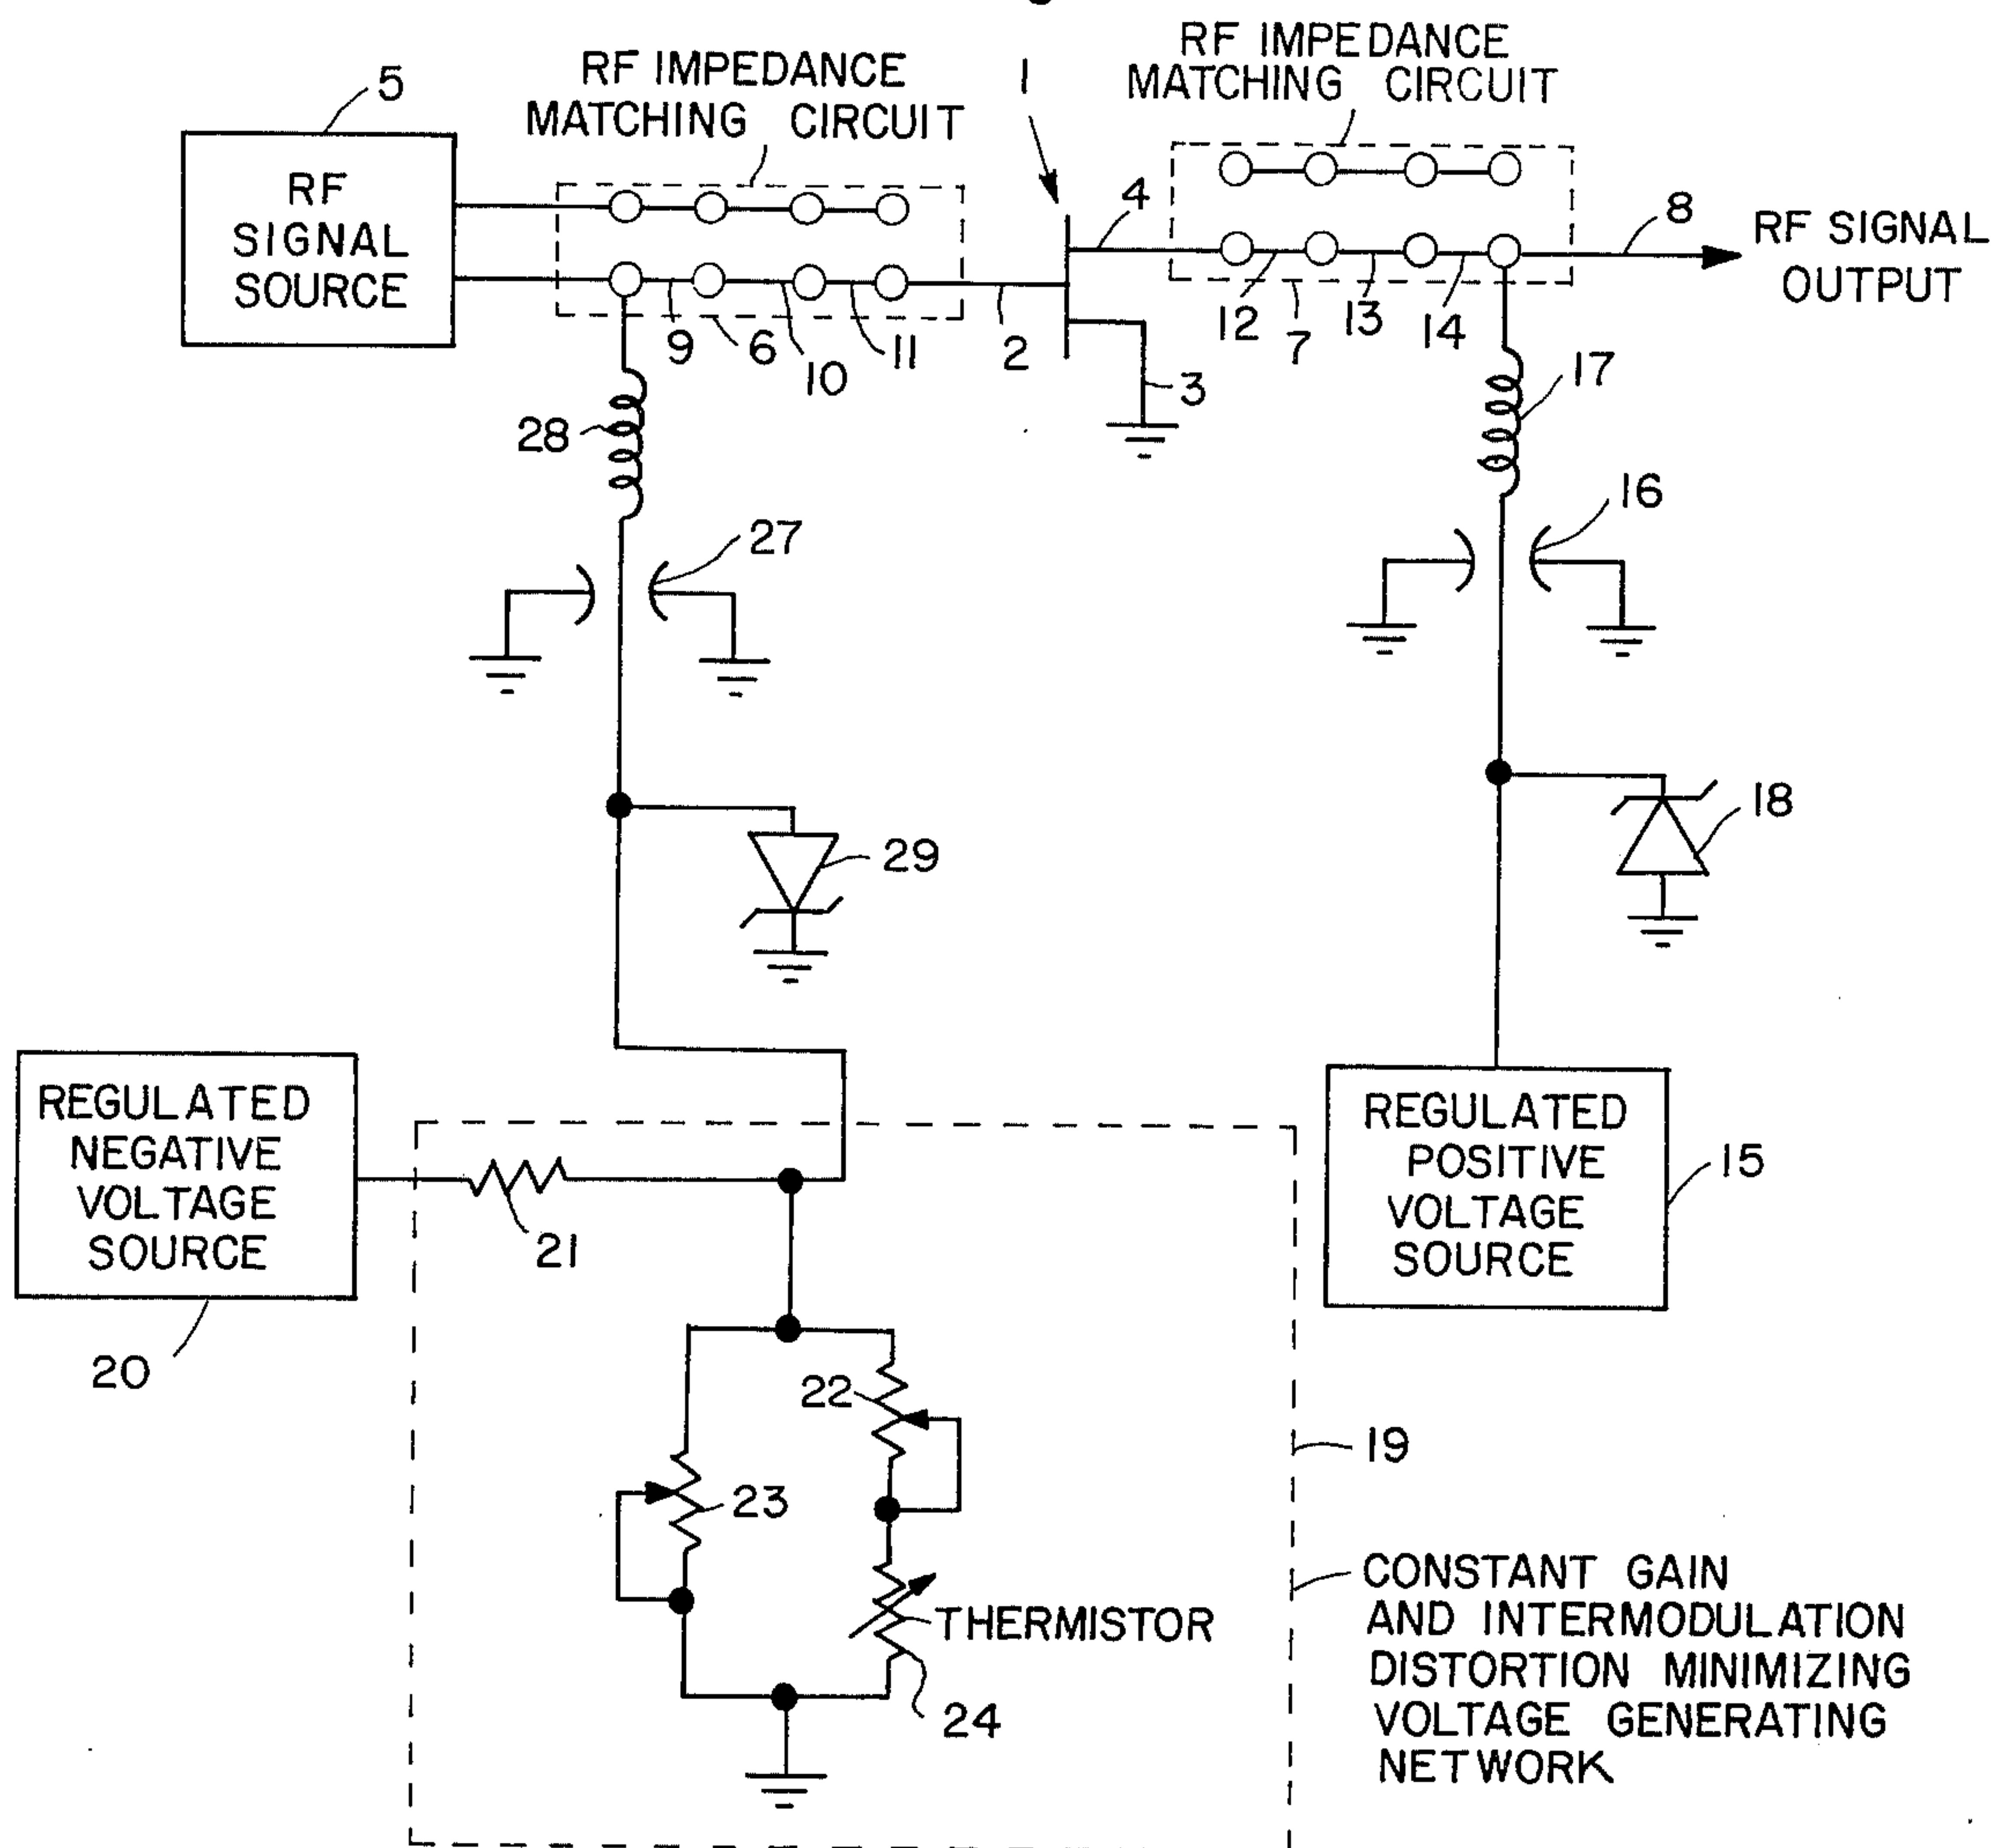 1
RF IMPEDANCE
MATCHING CIRCUIT
RF IMPEDANCE
MATCHING CIRCUIT
5
RF
SIGNAL
SOURCE
4
8
RF SIGNAL
OUTPUT
9
6
10
11
2
3
12
7
13
14
28
17
27
16
29
18
REGULATED
NEGATIVE
VOLTAGE
SOURCE
20
21
REGULATED
POSITIVE
VOLTAGE
SOURCE
15
22
23
19
THERMISTOR
24
CONSTANT GAIN
AND INTERMODULATION
DISTORTION MINIMIZING
VOLTAGE GENERATING
NETWORK